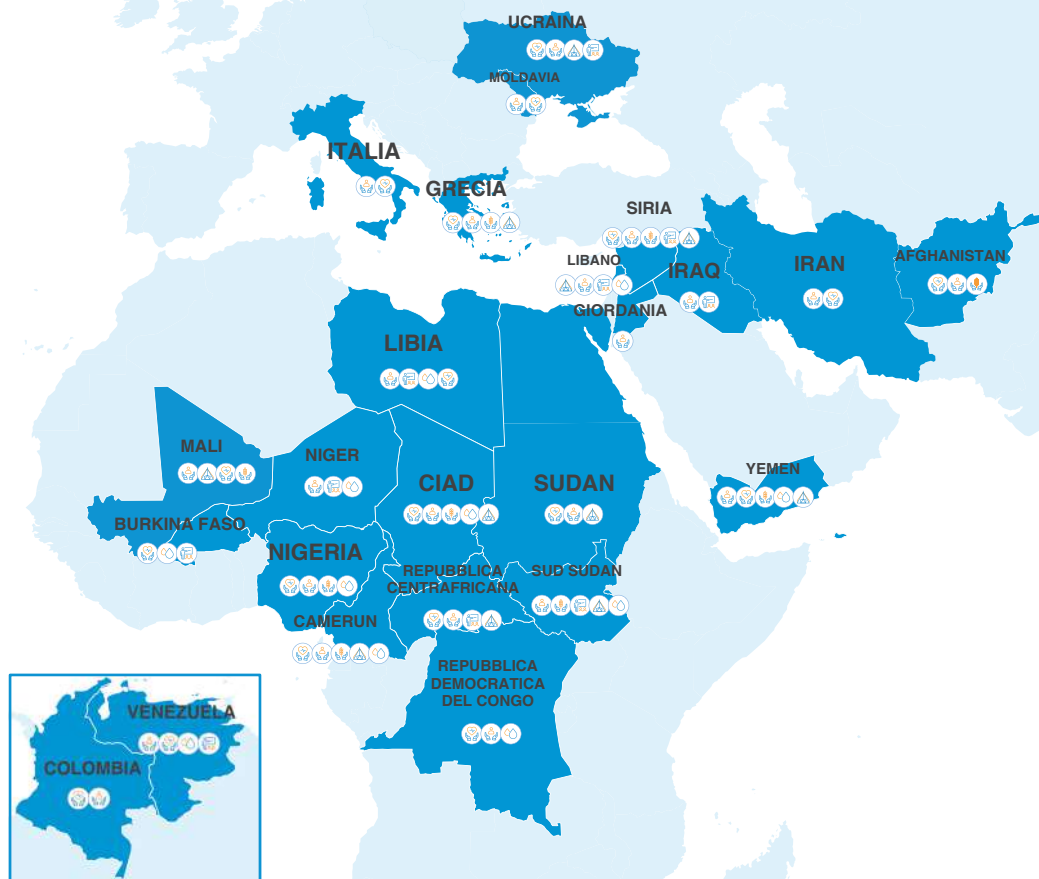 UCRAINA
MOLDAVIA
ITALIA
GRECIA
SIRIA
LIBANO
IRAQ
IRAN
AFGHANISTAN
GIORDANIA
LIBIA
MALI
NIGER
CIAD
SUDAN
YEMEN
BURKINA FASO
NIGERIA
REPUBBLICA
CENTRAFRICANA
SUD SUDAN
CAMERUN
REPUBBLICA
DEMOCRATICA
DEL CONGO
VENEZUELA
COLOMBIA